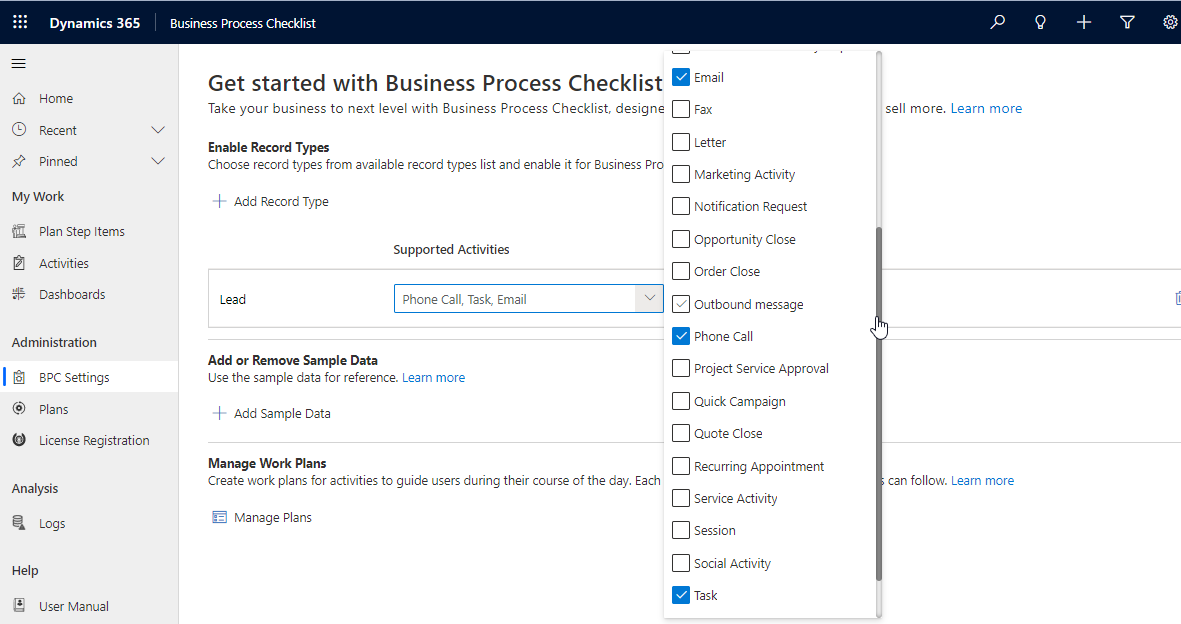 Dynamics 365
Business Process Checklist
Home
Recent
Pinned
My Work
Plan Step Items
Activities
Dashboards
Administration
BPC Settings
Plans
License Registration
Analysis
Logs
Help
User Manual
Get started with Business Process Checklist
Take your business to next level with Business Process Checklist, designe sell more. Learn more
Enable Record Types
Choose record types from available record types list and enable it for Business Pro
Add Record Type
Supported Activities
Lead
Phone Call, Task, Email
Add or Remove Sample Data
Use the sample data for reference. Learn more
Add Sample Data
Manage Work Plans
Create work plans for activities to guide users during their course of the day. Each s can follow. Learn more
Manage Plans
Email
Fax
Letter
Marketing Activity
Notification Request
Opportunity Close
Order Close
Outbound message
Phone Call
Project Service Approval
Quick Campaign
Quote Close
Recurring Appointment
Service Activity
Session
Social Activity
Task